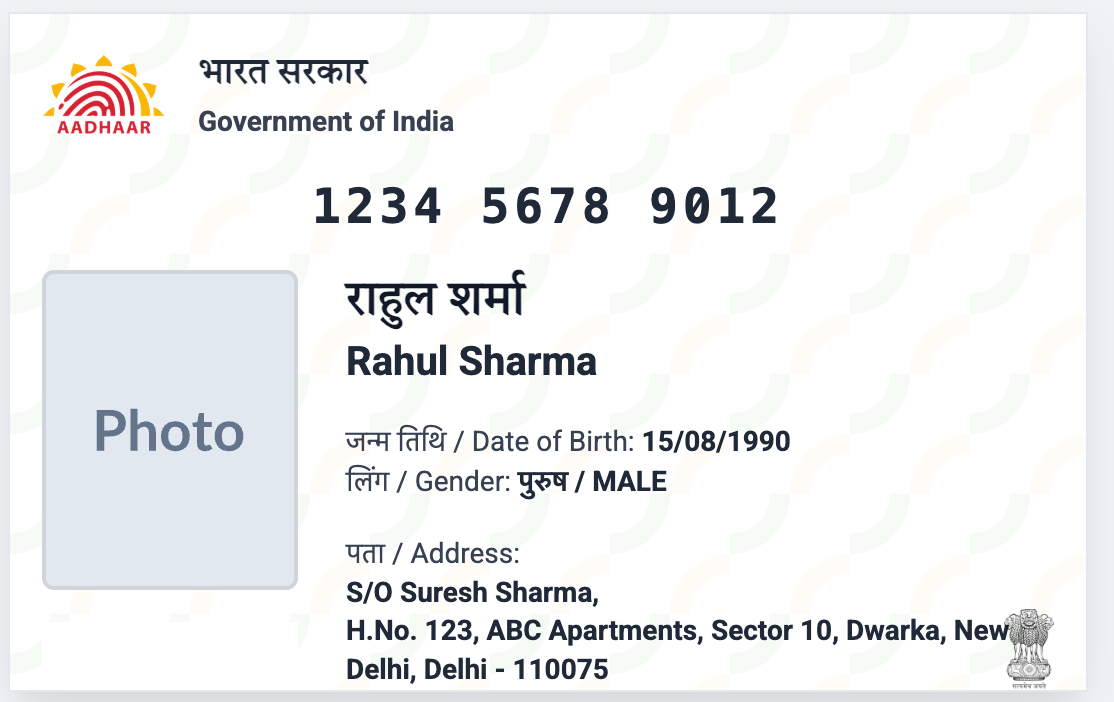 भारत सरकार
AADHAAR
Government of India
1234 5678 9012
राहुल शर्मा
Rahul Sharma
Photo
जन्म तिथि / Date of Birth: 15/08/1990
लिंग / Gender: पुरुष / MALE
पता / Address:
S/O Suresh Sharma,
H.No. 123, ABC Apartments, Sector 10, Dwarka, New
Delhi, Delhi - 110075
सत्यमेव जयते